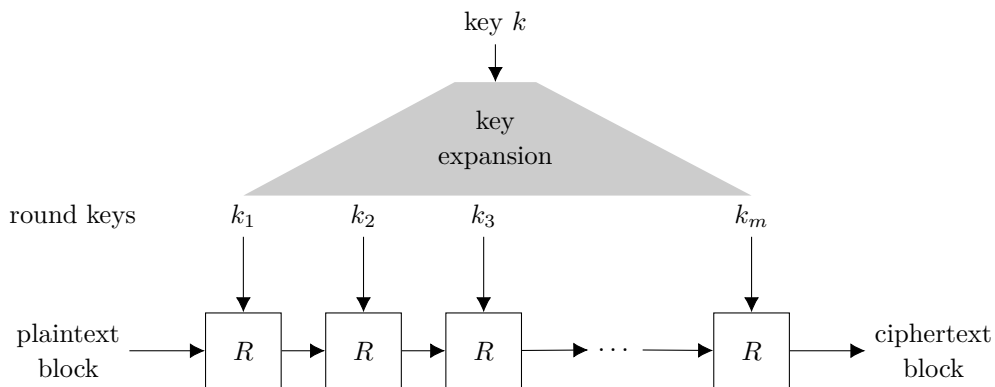 key k
key
expansion
round keys k₁ k₂ k₃ kₘ
plaintext
block
R R R ··· R
ciphertext
block